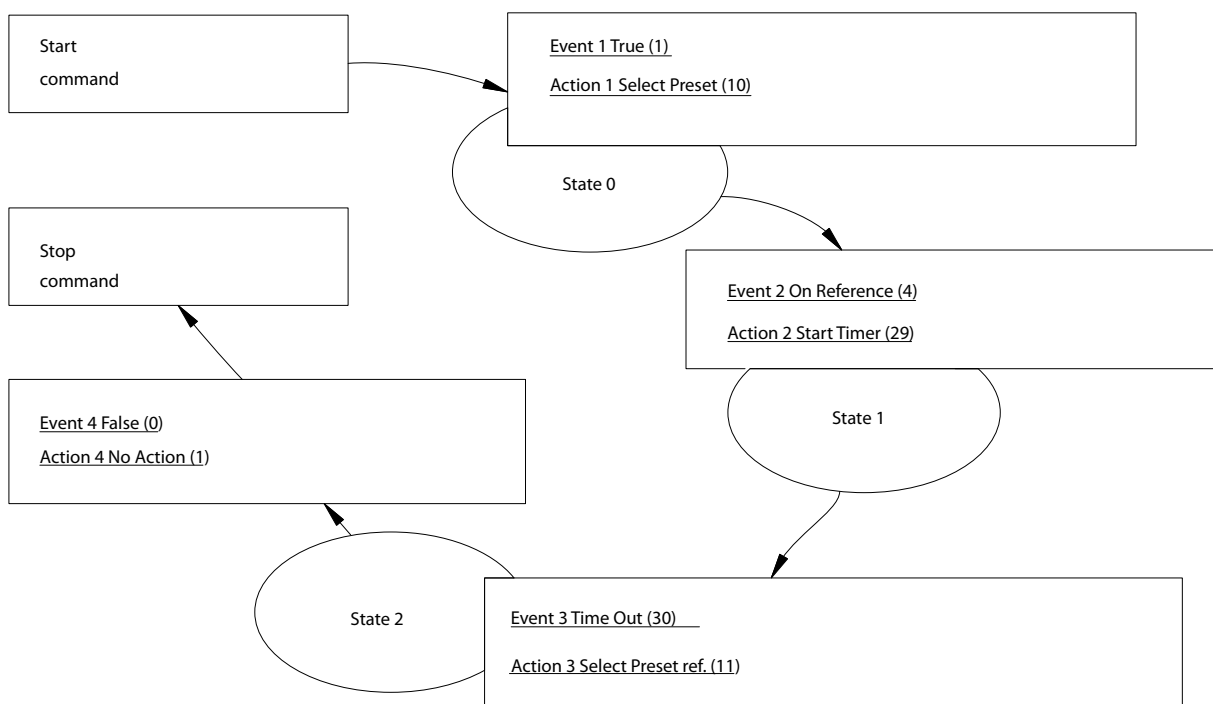 Start
command
Event 1 True (1)
Action 1 Select Preset (10)
State 0
Event 2 On Reference (4)
Action 2 Start Timer (29)
State 1
Stop
command
Event 4 False (0)
Action 4 No Action (1)
State 2
Event 3 Time Out (30)
Action 3 Select Preset ref. (11)